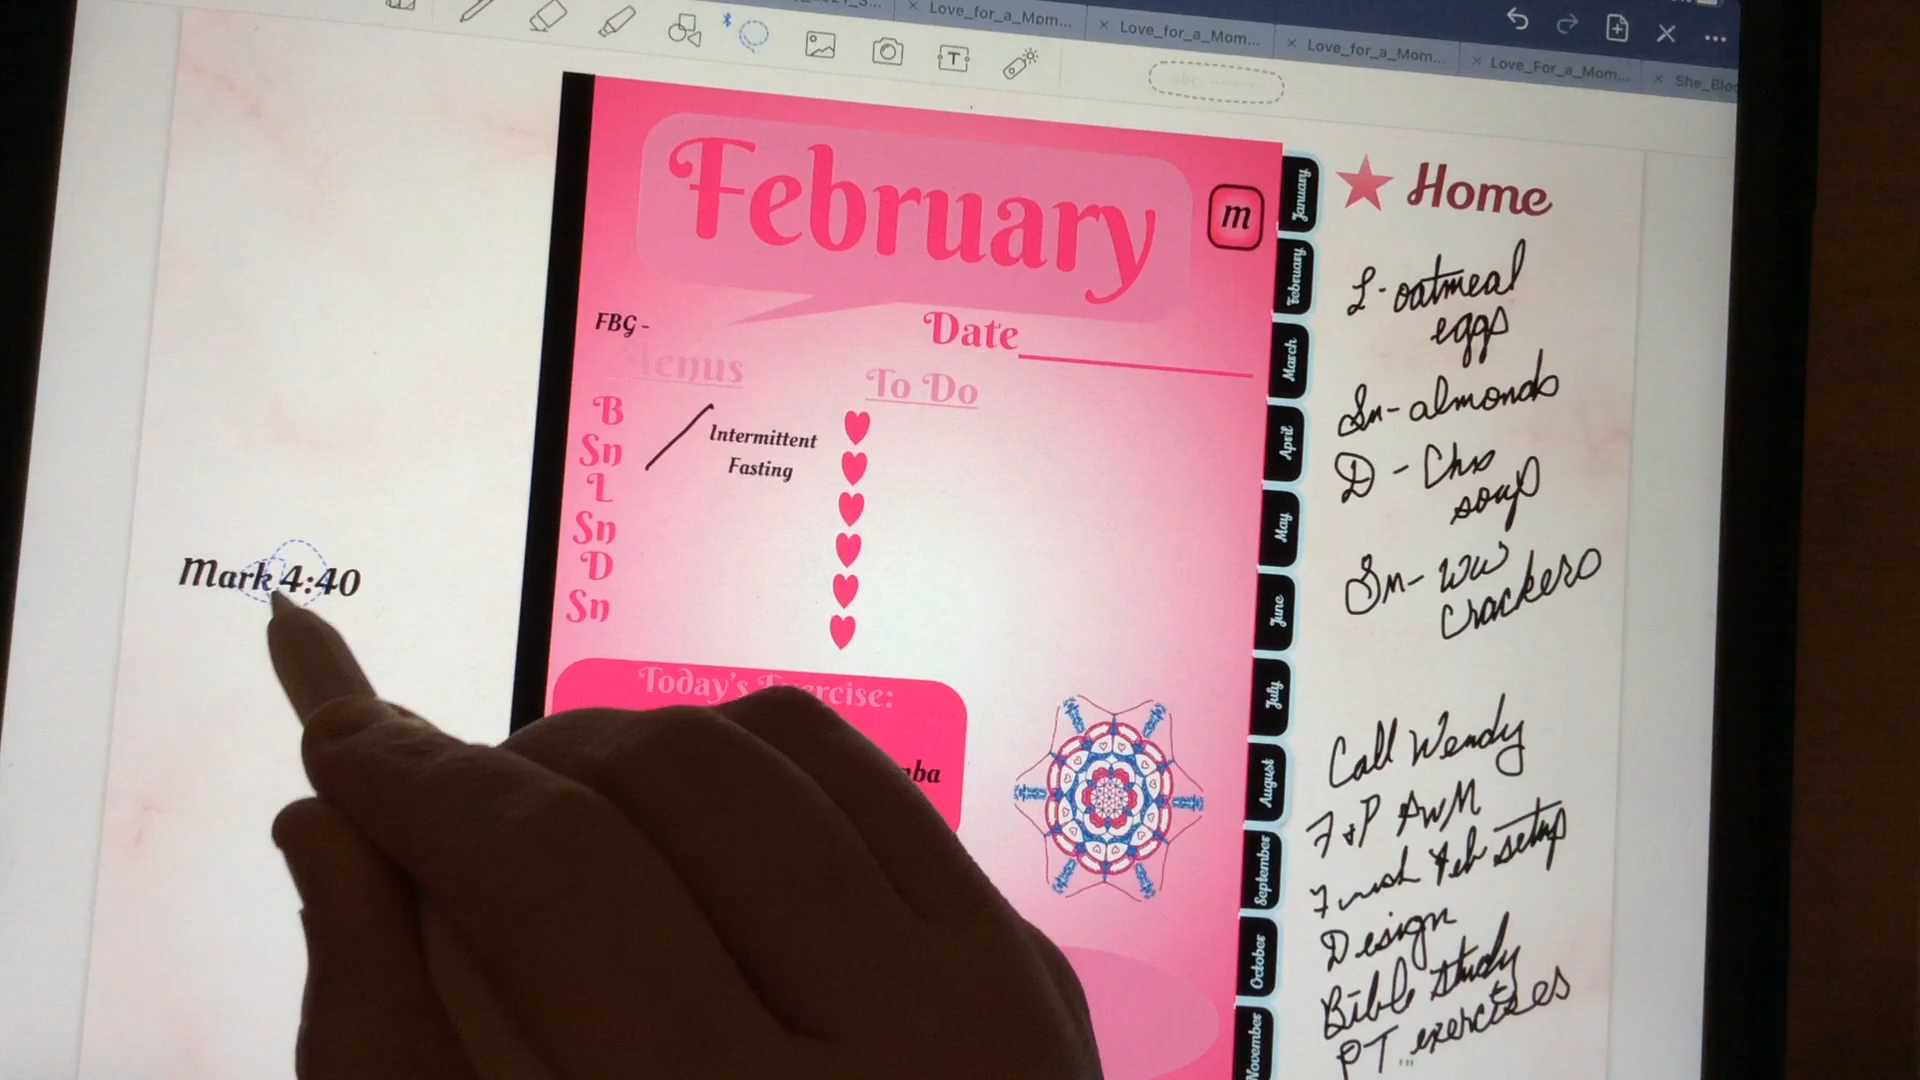 Love_for_a_Mom...
Love_for_a_Mom...
Love_for_a_Mom...
Love_For_a_Mom...
She_Bloo
T
February
m
FBG -
Date
Menus
To Do
B
Sn
L
Sn
D
Sn
Intermittent
Fasting
Mark 4:40
Today's Exercise:
January
February
March
April
May
June
July
August
September
October
November
Home
L- oatmeal
eggs
Sn- almonds
D - Chx
soup
Sn- WW
Crackers
Call Wendy
F+P AWM
Finish Feb setup
Design
Bible study
PT exercises